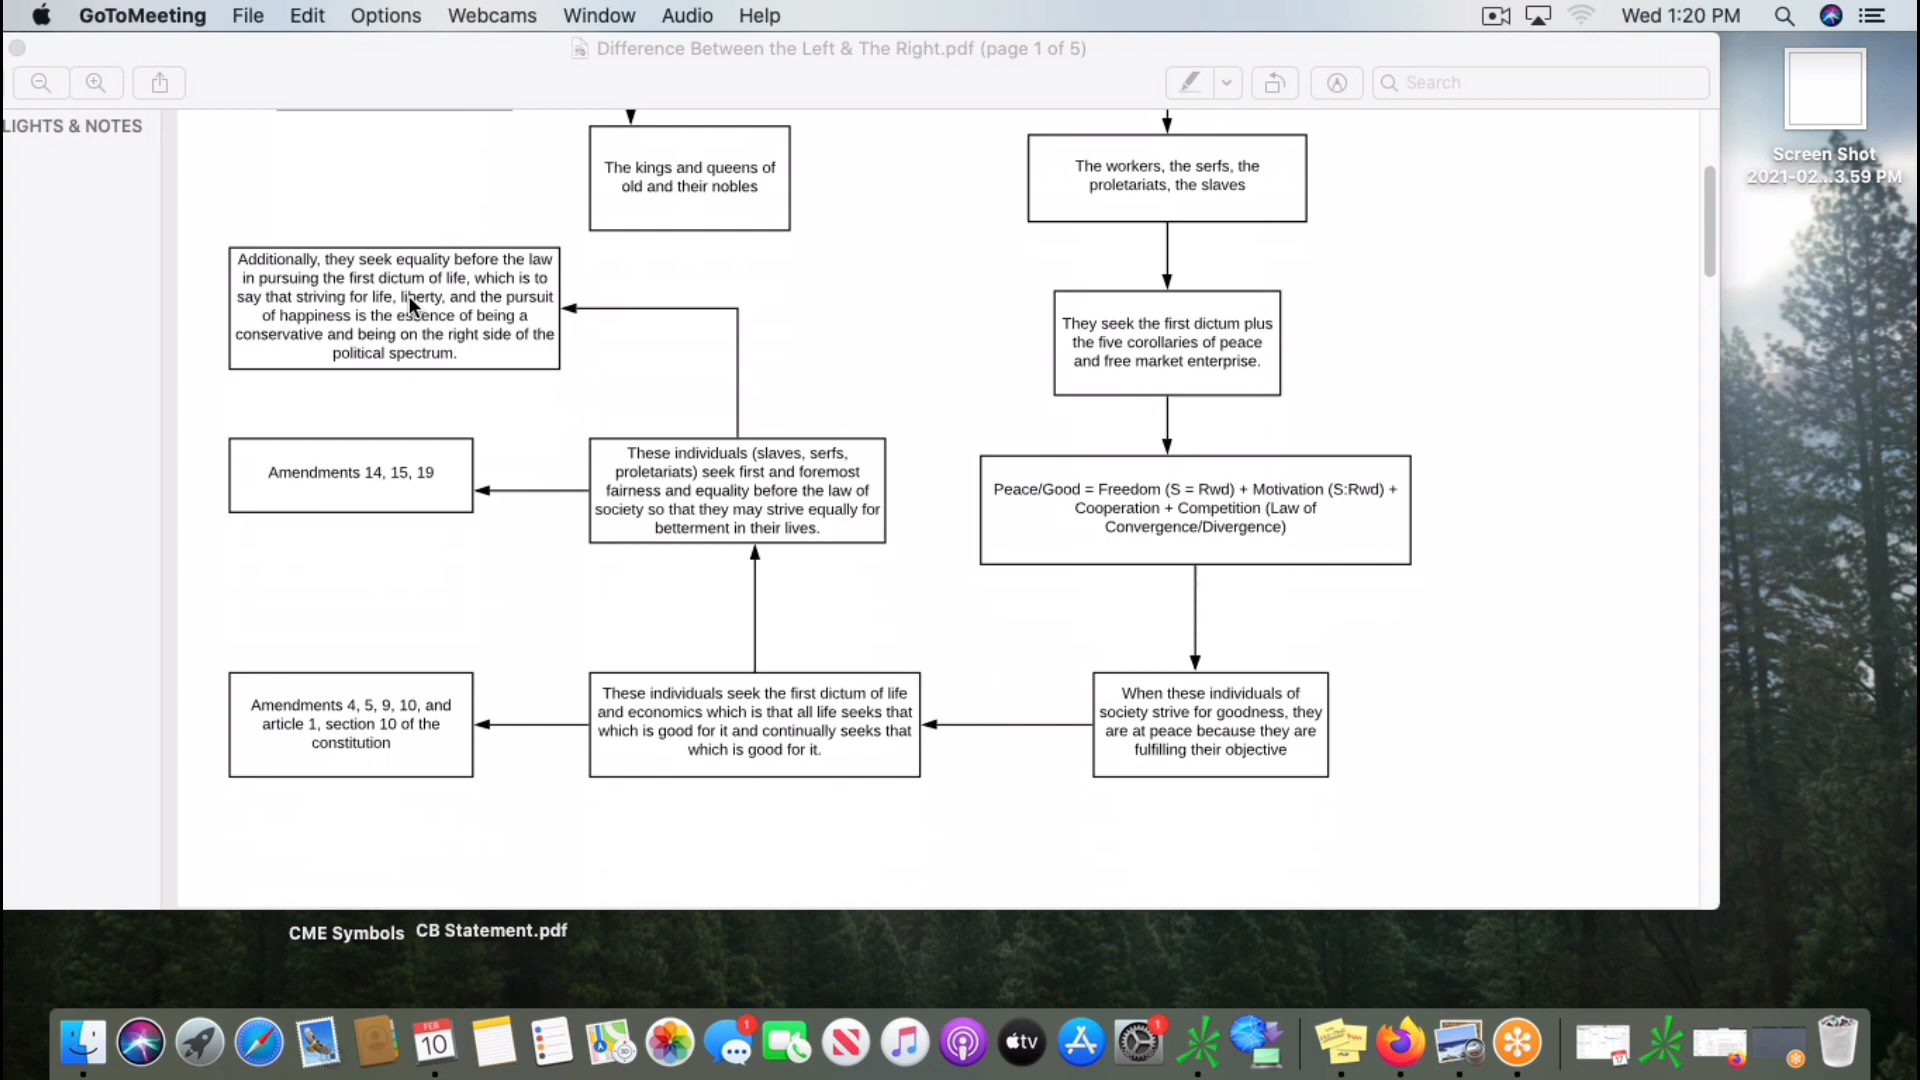 GoToMeeting File Edit Options Webcams Window Audio Help
Wed 1:20 PM
Difference Between the Left & The Right.pdf (page 1 of 5)
Search
LIGHTS & NOTES
Screen Shot
2021-02...3.59 PM
The kings and queens of
old and their nobles
The workers, the serfs, the
proletariats, the slaves
Additionally, they seek equality before the law
in pursuing the first dictum of life, which is to
say that striving for life, liberty, and the pursuit
of happiness is the essence of being a
conservative and being on the right side of the
political spectrum.
They seek the first dictum plus
the five corollaries of peace
and free market enterprise.
Amendments 14, 15, 19
These individuals (slaves, serfs,
proletariats) seek first and foremost
fairness and equality before the law of
society so that they may strive equally for
betterment in their lives.
Peace/Good = Freedom (S = Rwd) + Motivation (S:Rwd) +
Cooperation + Competition (Law of
Convergence/Divergence)
Amendments 4, 5, 9, 10, and
article 1, section 10 of the
constitution
These individuals seek the first dictum of life
and economics which is that all life seeks that
which is good for it and continually seeks that
which is good for it.
When these individuals of
society strive for goodness, they
are at peace because they are
fulfilling their objective
CME Symbols
CB Statement.pdf
FEB
10
1
tv
1
17